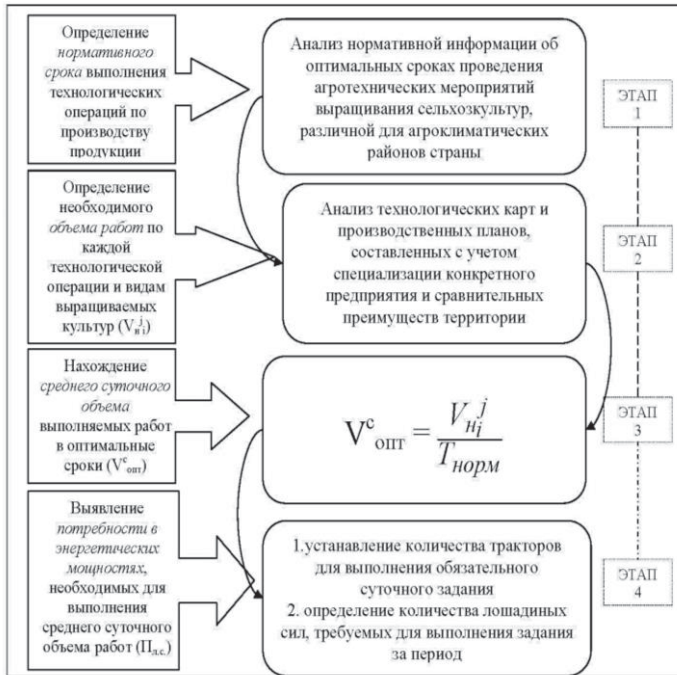 Определение
нормативного
срока выполнения
технологических
операций по
производству
продукции
Анализ нормативной информации об
оптимальных сроках проведения
агротехнических мероприятий
выращивания сельхозкультур,
различной для агроклиматических
районов страны
ЭТАП
1
Определение
необходимого
объема работ по
каждой
технологической
операции и видам
выращиваемых
культур (Vнiʲ)
Анализ технологических карт и
производственных планов,
составленных с учетом
специализации конкретного
предприятия и сравнительных
преимуществ территории
ЭТАП
2
Нахождение
среднего суточного
объема
выполняемых работ
в оптимальные
сроки (Vᶜопт)
Vᶜопт = Vнiʲ / Tнорм
ЭТАП
3
Выявление
потребности в
энергетических
мощностях,
необходимых для
выполнения
среднего суточного
объема работ (Пл.с.)
1.устанавление количества тракторов
для выполнения обязательного
суточного задания
2. определение количества лошадиных
сил, требуемых для выполнения задания
за период
ЭТАП
4